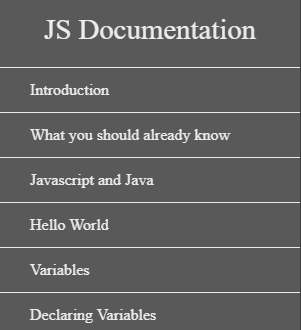 JS Documentation
Introduction
What you should already know
Javascript and Java
Hello World
Variables
Declaring Variables